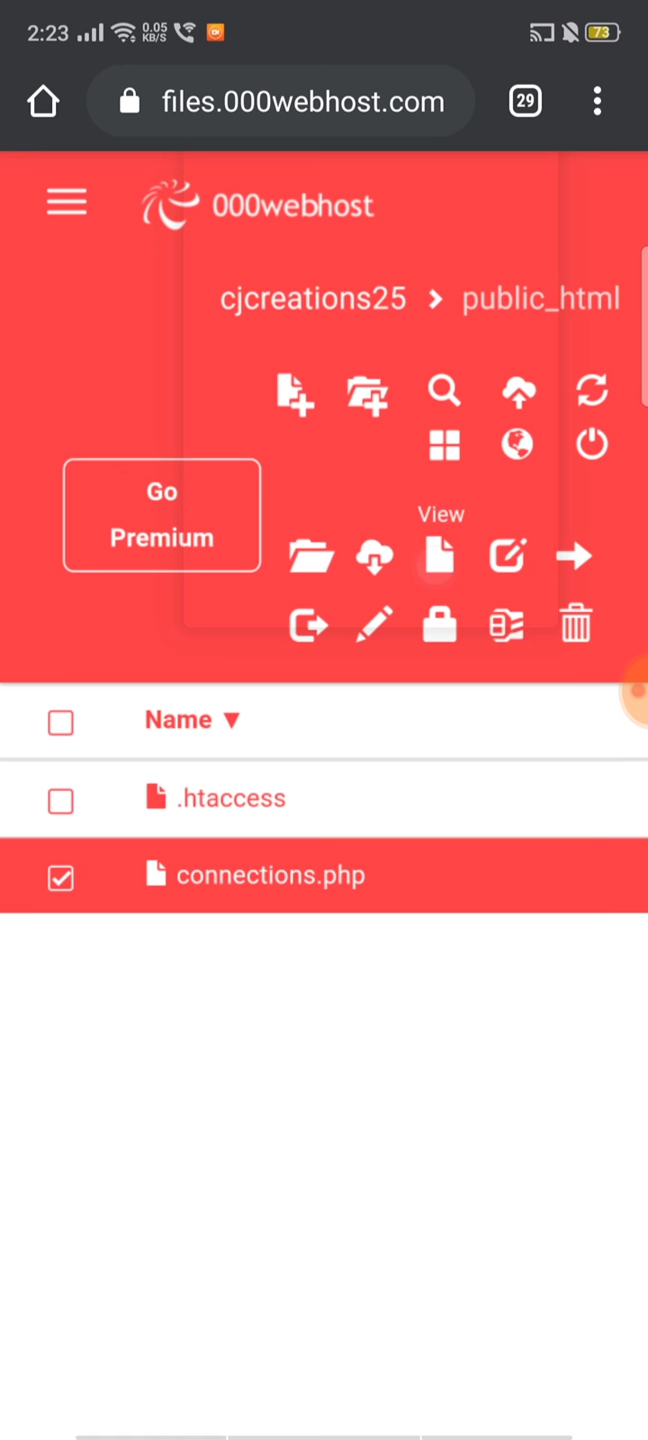 2:23 0.05 KB/S 73
files.000webhost.com 29
000webhost
cjcreations25 > public_html
Go
Premium
View
Name ▼
.htaccess
connections.php